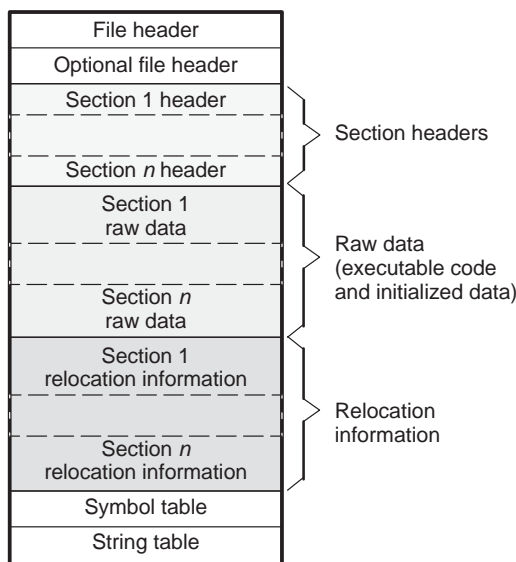 File header
Optional file header
Section 1 header
Section n header
Section headers
Section 1
raw data
Section n
raw data
Raw data
(executable code
and initialized data)
Section 1
relocation information
Section n
relocation information
Relocation
information
Symbol table
String table